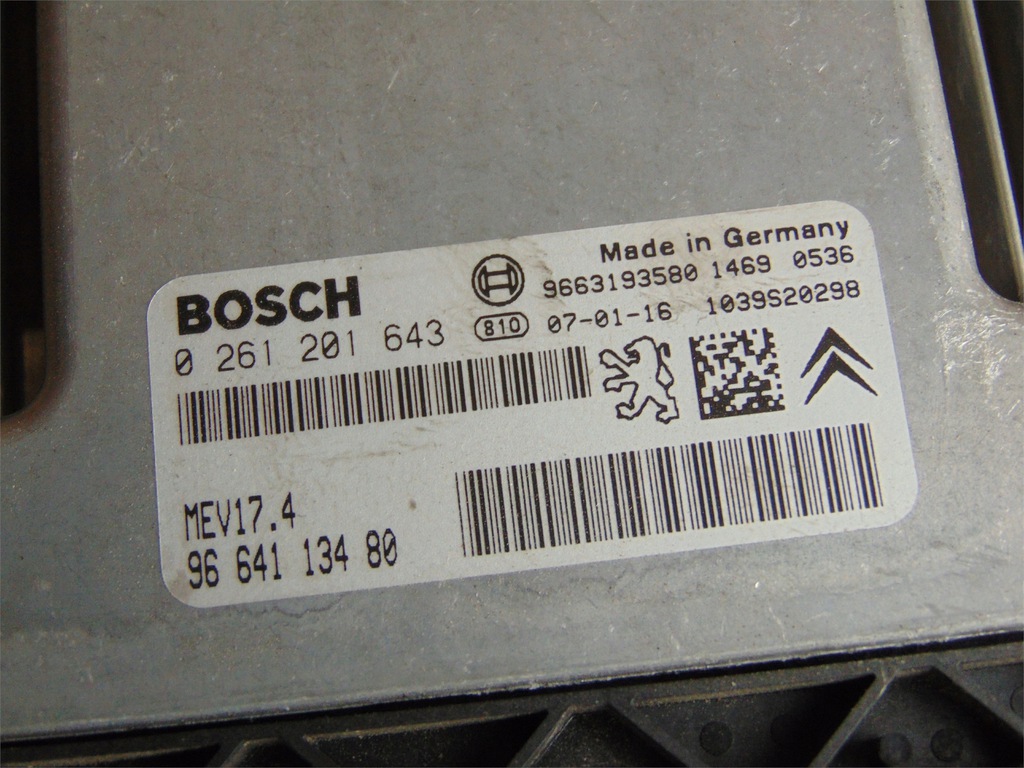 Made in Germany
BOSCH 9663193580 1469 0536
0 261 201 643 810 07-01-16 1039S20298
MEV17.4
96 641 134 80